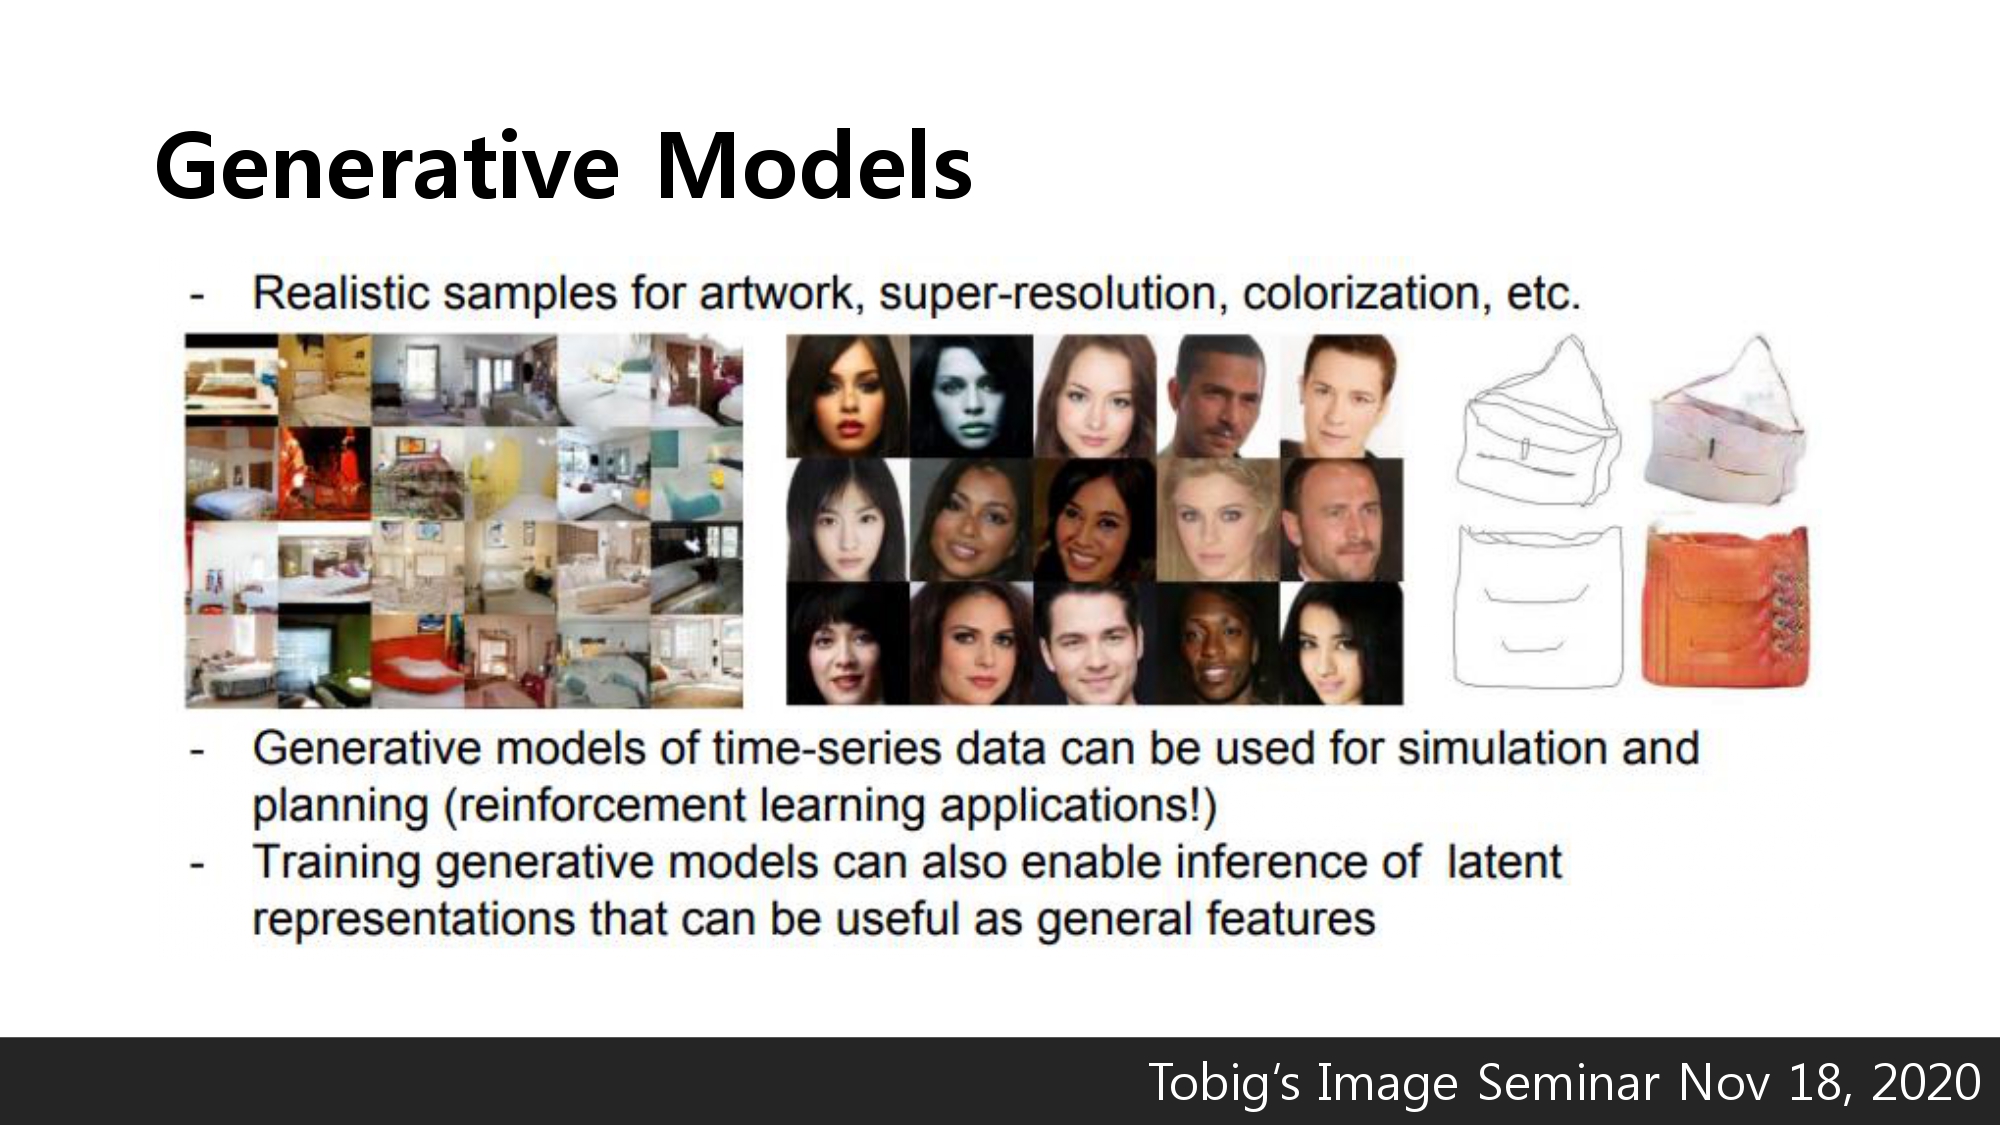 Generative Models
- Realistic samples for artwork, super-resolution, colorization, etc.
- Generative models of time-series data can be used for simulation and
planning (reinforcement learning applications!)
- Training generative models can also enable inference of latent
representations that can be useful as general features
Tobig's Image Seminar Nov 18, 2020